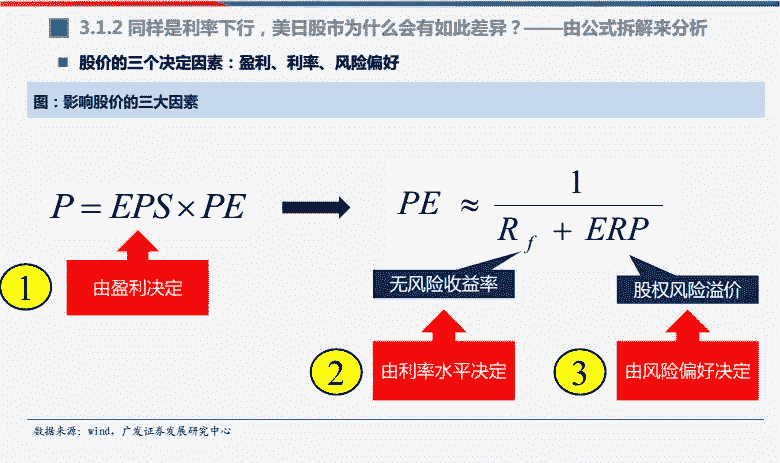 3.1.2 同样是利率下行，美日股市为什么会有如此差异？——由公式拆解来分析
股价的三个决定因素：盈利、利率、风险偏好
图：影响股价的三大因素
P = EPS × PE
PE ≈ 1 / (R_f + ERP)
1
由盈利决定
无风险收益率
股权风险溢价
2
由利率水平决定
3
由风险偏好决定
数据来源：wind，广发证券发展研究中心